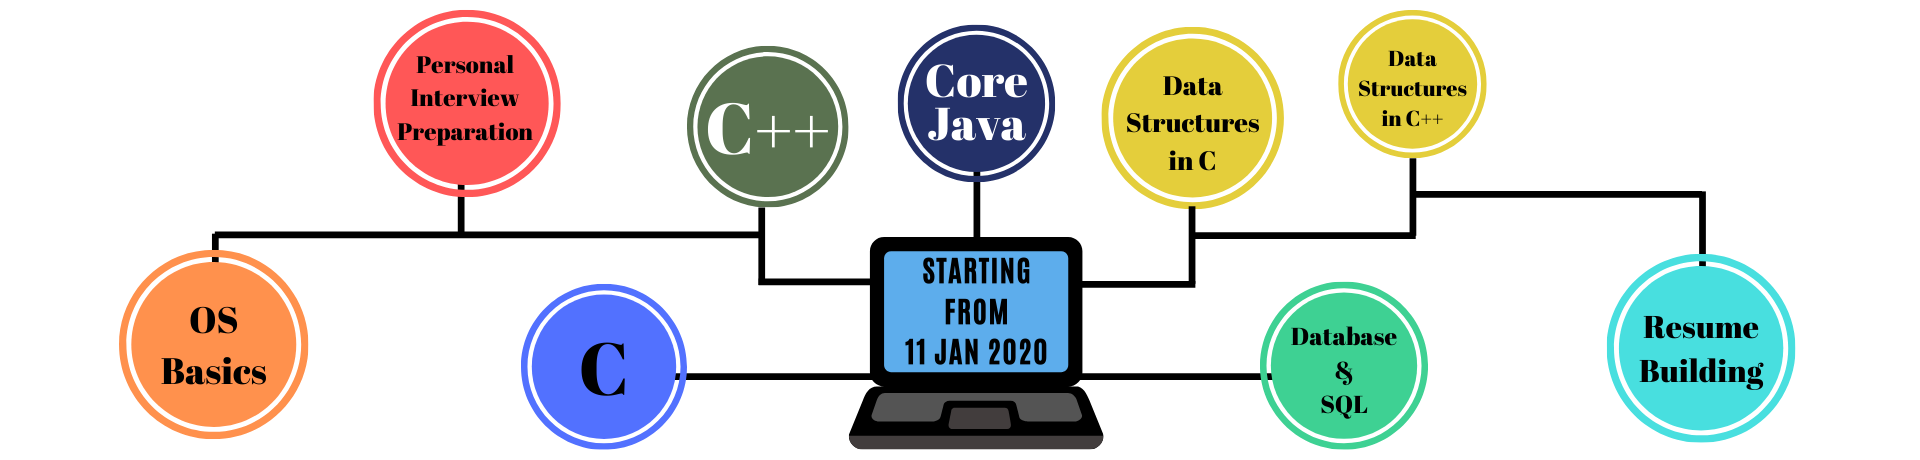 Personal
Interview
Preparation
C++
Core
Java
Data
Structures
in C
Data
Structures
in C++
OS
Basics
C
STARTING
FROM
11 JAN 2020
Database
&
SQL
Resume
Building